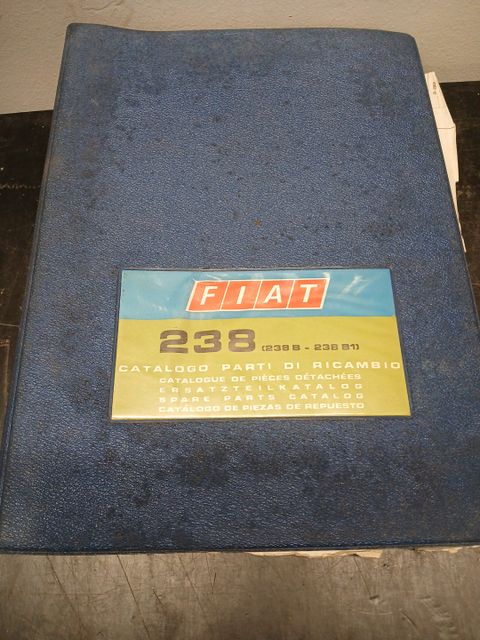 FIAT
238 (238 B - 238 B1)
CATALOGO PARTI DI RICAMBIO
CATALOGUE DE PIÈCES DÉTACHÉES
ERSATZTEILKATALOG
SPARE PARTS CATALOG
CATÁLOGO DE PIEZAS DE REPUESTO